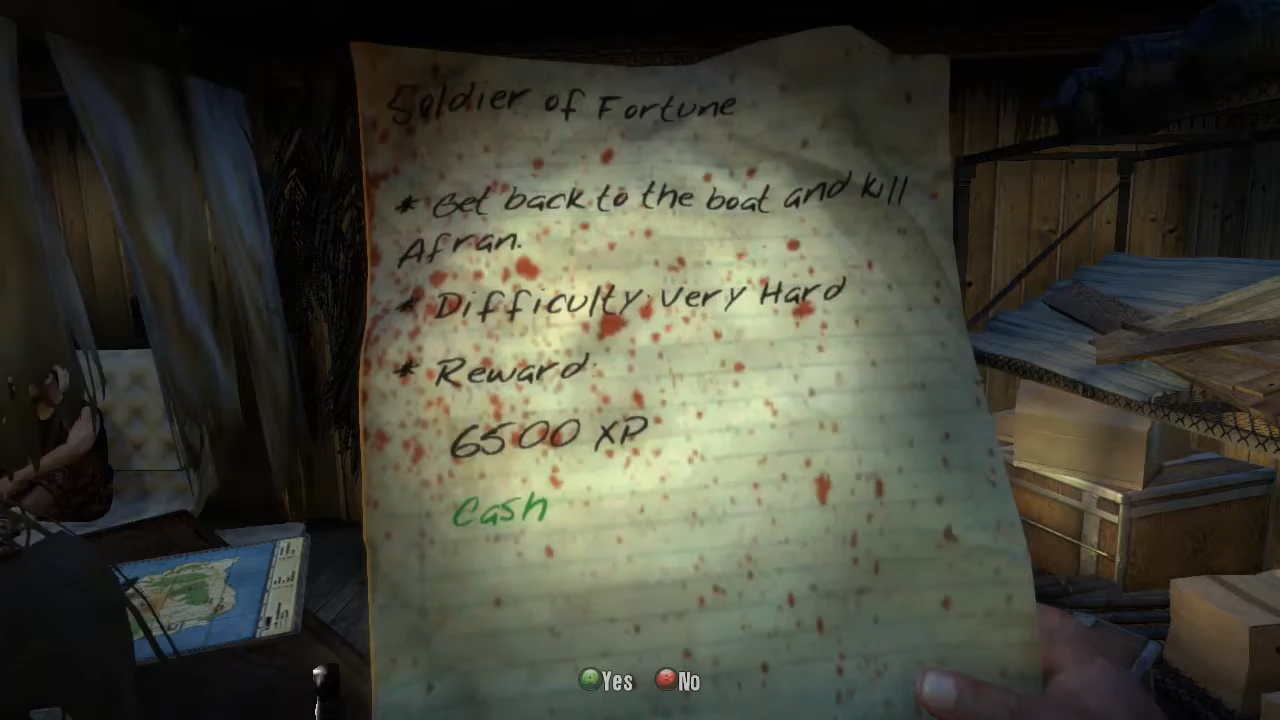 Soldier of Fortune
* Get back to the boat and kill
Afran.
* Difficulty: Very Hard
* Reward:
6500 XP
Cash
Yes No